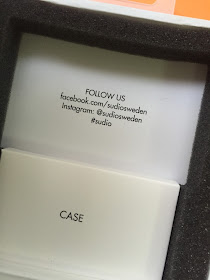 FOLLOW US
facebook.com/sudiosweden
Instagram: @sudiosweden
#sudio
CASE